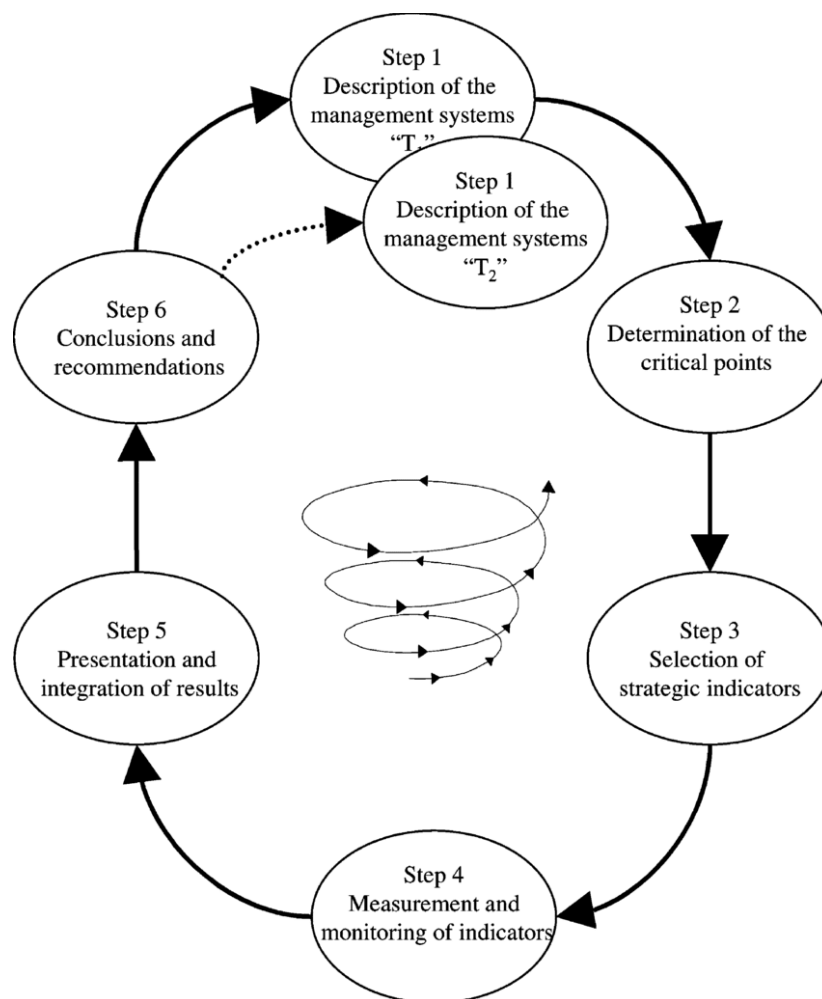 Step 1
Description of the
management systems
Step 1
Description of the
management systems
“T₂”
Step 2
Determination of the
critical points
Step 3
Selection of
strategic indicators
Step 4
Measurement and
monitoring of indicators
Step 5
Presentation and
integration of results
Step 6
Conclusions and
recommendations